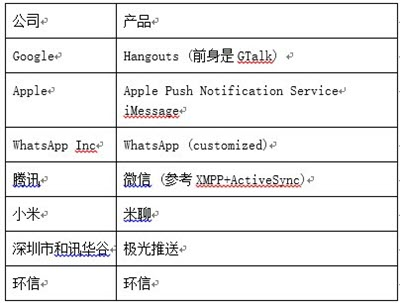 公司 产品
Google Hangouts (前身是 GTalk)
Apple Apple Push Notification Service
iMessage
WhatsApp Inc WhatsApp (customized)
腾讯 微信 (参考 XMPP+ActiveSync)
小米 米聊
深圳市和讯华谷 极光推送
环信 环信